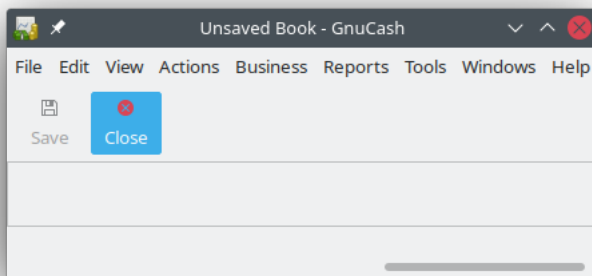 Unsaved Book - GnuCash
File Edit View Actions Business Reports Tools Windows Help
Save Close